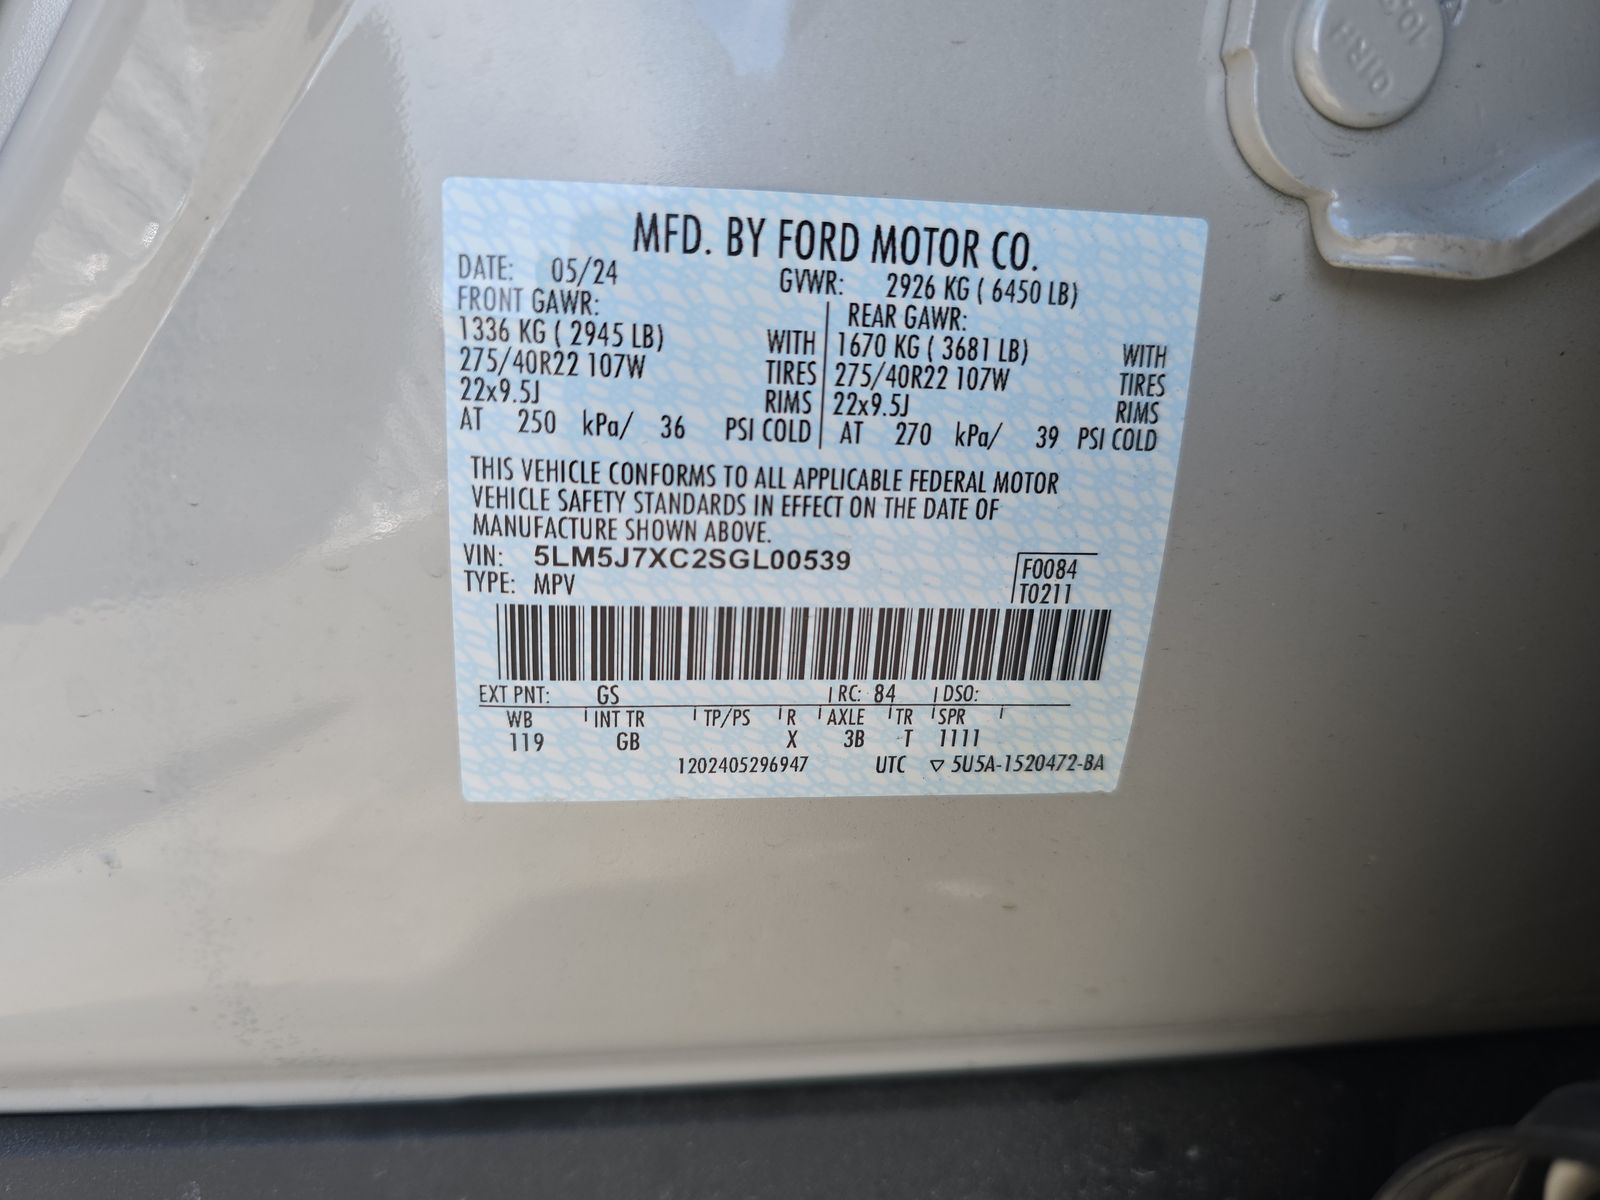 MFD. BY FORD MOTOR CO.
DATE: 05/24 GVWR: 2926 KG ( 6450 LB)
FRONT GAWR: REAR GAWR:
1336 KG ( 2945 LB) WITH 1670 KG ( 3681 LB) WITH
275/40R22 107W TIRES 275/40R22 107W TIRES
22x9.5J RIMS 22x9.5J RIMS
AT 250 kPa/ 36 PSI COLD AT 270 kPa/ 39 PSI COLD
THIS VEHICLE CONFORMS TO ALL APPLICABLE FEDERAL MOTOR
VEHICLE SAFETY STANDARDS IN EFFECT ON THE DATE OF
MANUFACTURE SHOWN ABOVE.
VIN: 5LM5J7XC2SGL00539 F0084
TYPE: MPV T0211
EXT PNT: GS RC: 84 DSO:
WB INT TR TP/PS R AXLE TR SPR
119 GB X 3B T 1111
1202405296947 UTC ▽ 5U5A-1520472-BA
01RH